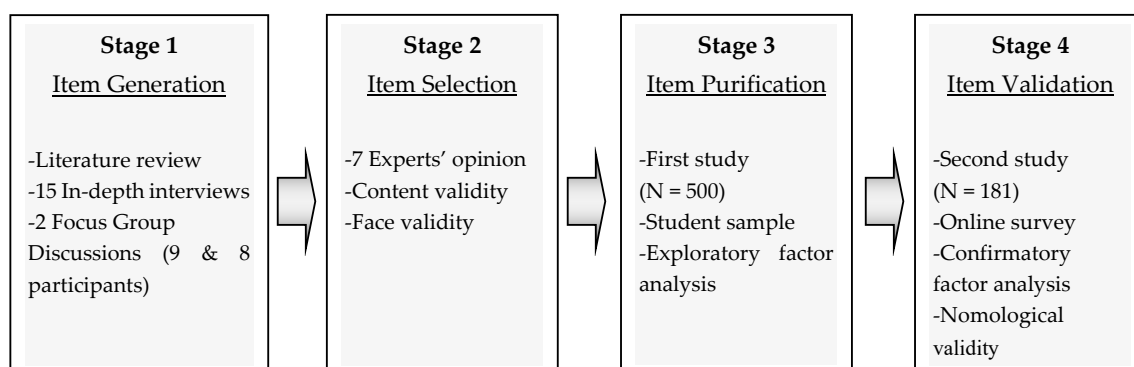 Stage 1
Item Generation
-Literature review
-15 In-depth interviews
-2 Focus Group
Discussions (9 & 8
participants)
Stage 2
Item Selection
-7 Experts’ opinion
-Content validity
-Face validity
Stage 3
Item Purification
-First study
(N = 500)
-Student sample
-Exploratory factor
analysis
Stage 4
Item Validation
-Second study
(N = 181)
-Online survey
-Confirmatory
factor analysis
-Nomological
validity